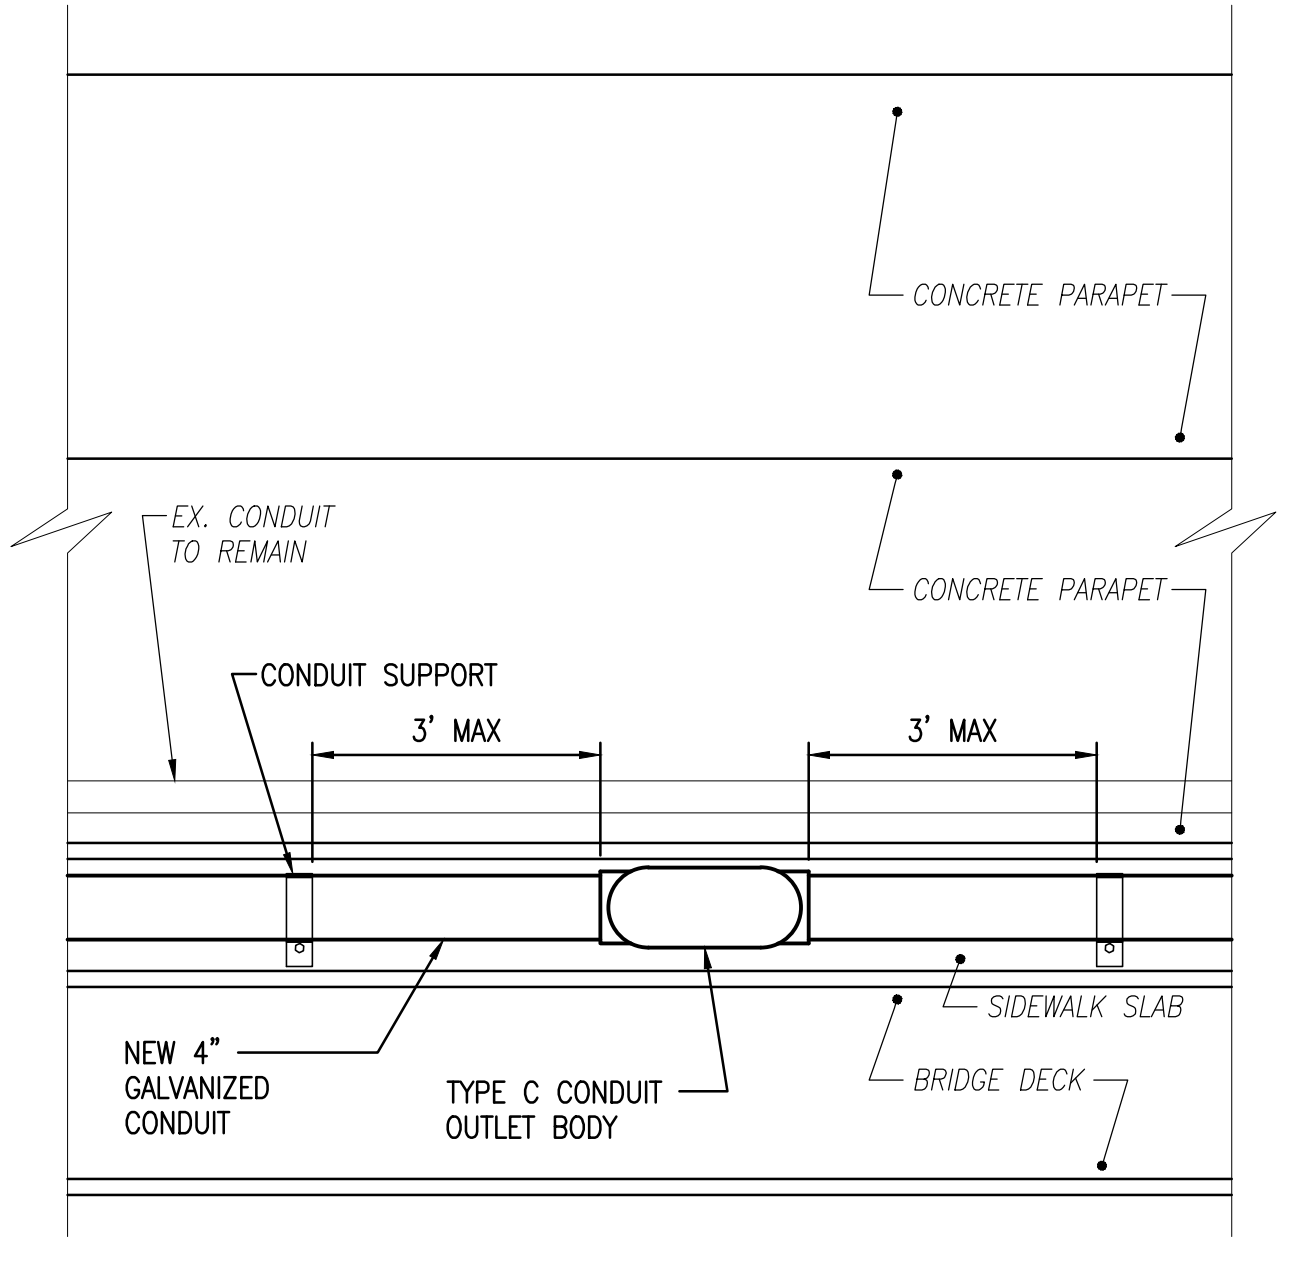 CONCRETE PARAPET
EX. CONDUIT
TO REMAIN
CONCRETE PARAPET
CONDUIT SUPPORT
3' MAX
3' MAX
SIDEWALK SLAB
NEW 4"
GALVANIZED
CONDUIT
BRIDGE DECK
TYPE C CONDUIT
OUTLET BODY